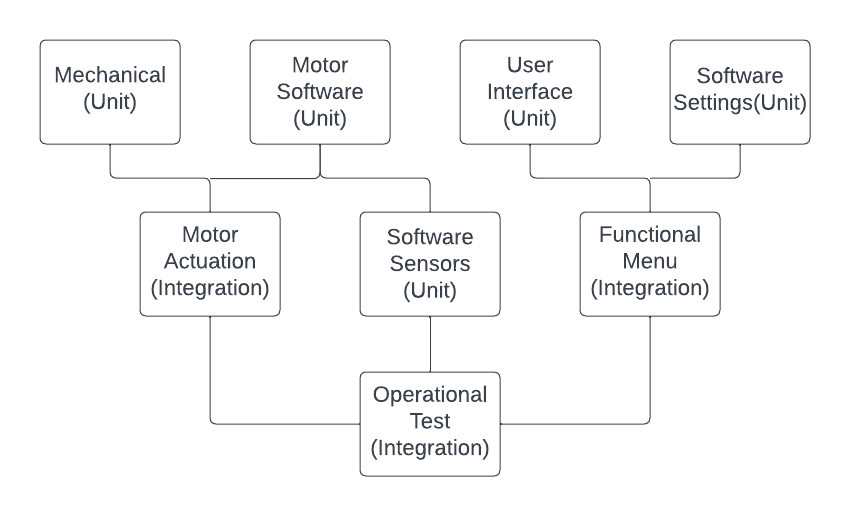 Mechanical
(Unit)
Motor
Software
(Unit)
User
Interface
(Unit)
Software
Settings(Unit)
Motor
Actuation
(Integration)
Software
Sensors
(Unit)
Functional
Menu
(Integration)
Operational
Test
(Integration)